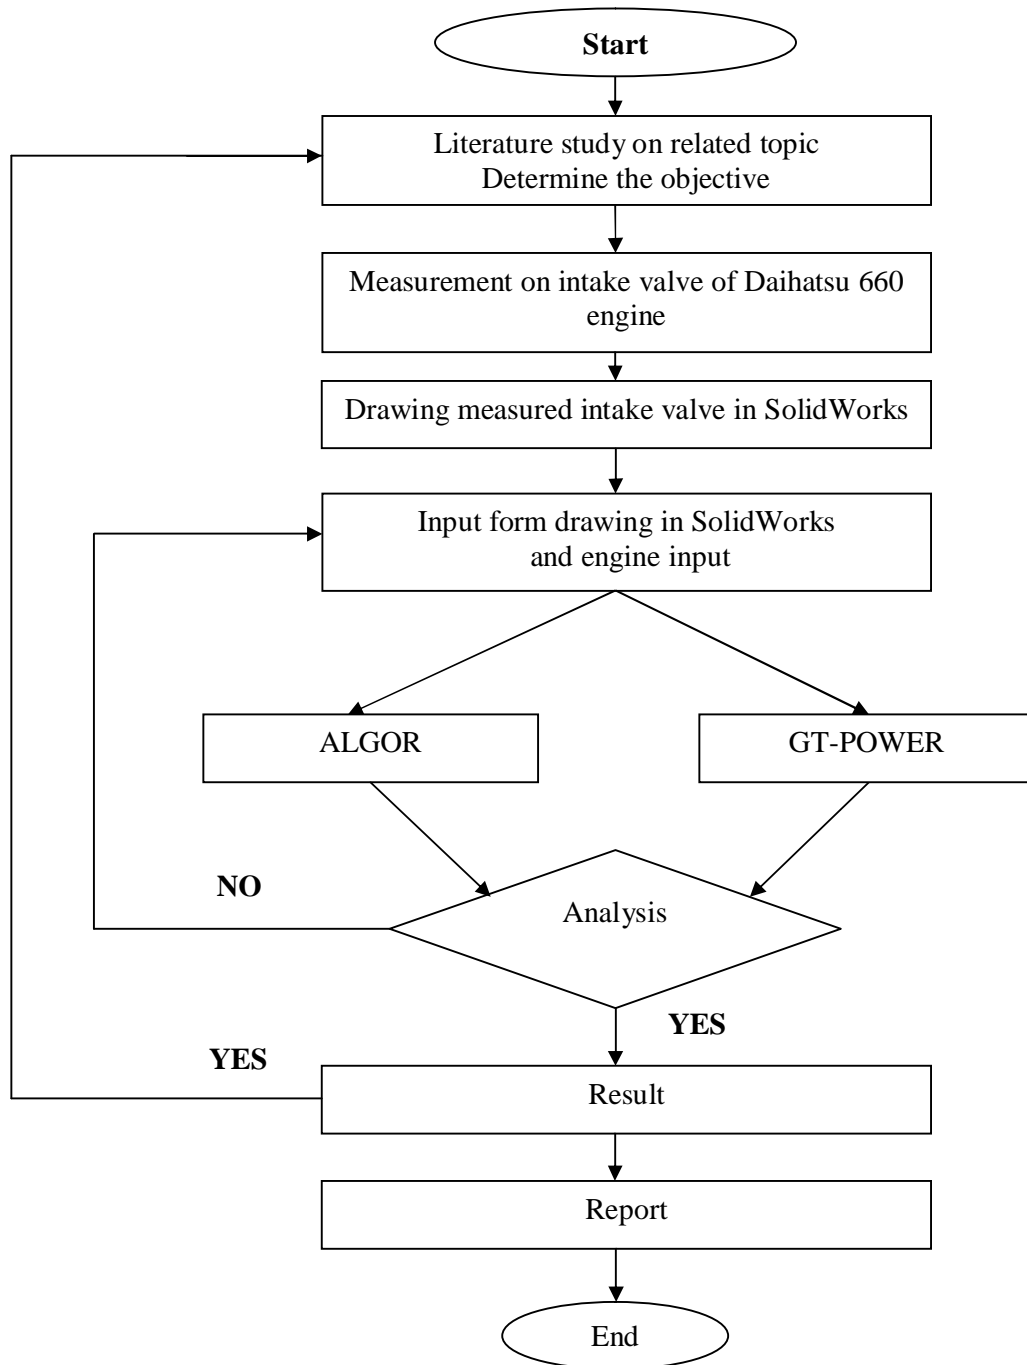 Start
Literature study on related topic
Determine the objective
Measurement on intake valve of Daihatsu 660
engine
Drawing measured intake valve in SolidWorks
Input form drawing in SolidWorks
and engine input
ALGOR
GT-POWER
NO
Analysis
YES
YES
Result
Report
End